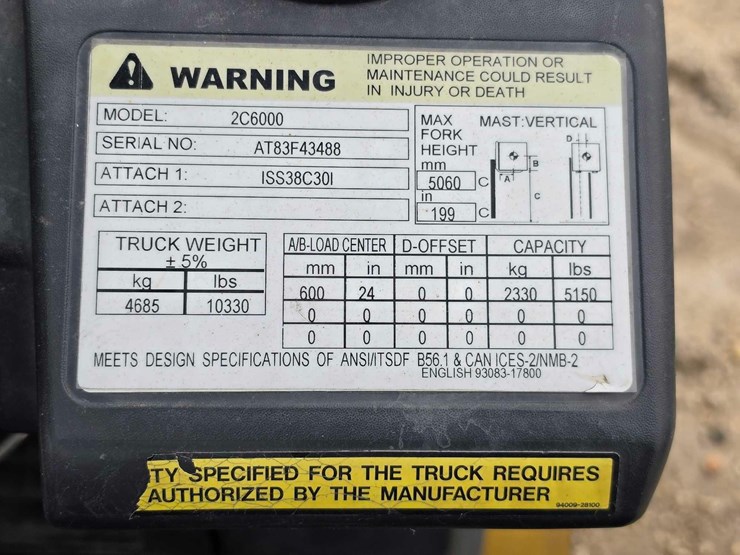 WARNING
IMPROPER OPERATION OR
MAINTENANCE COULD RESULT
IN INJURY OR DEATH
MODEL: 2C6000
SERIAL NO: AT83F43488
ATTACH 1: ISS38C30I
ATTACH 2:
MAX
FORK
HEIGHT
mm
5060 C
in
199 C
MAST:VERTICAL
D
B
A
C
TRUCK WEIGHT
± 5%
kg lbs
4685 10330
A/B-LOAD CENTER D-OFFSET CAPACITY
mm in mm in kg lbs
600 24 0 0 2330 5150
0 0 0 0 0 0
0 0 0 0 0 0
MEETS DESIGN SPECIFICATIONS OF ANSI/ITSDF B56.1 & CAN ICES-2/NMB-2
ENGLISH 93083-17800
TY SPECIFIED FOR THE TRUCK REQUIRES
AUTHORIZED BY THE MANUFACTURER
94009-28100